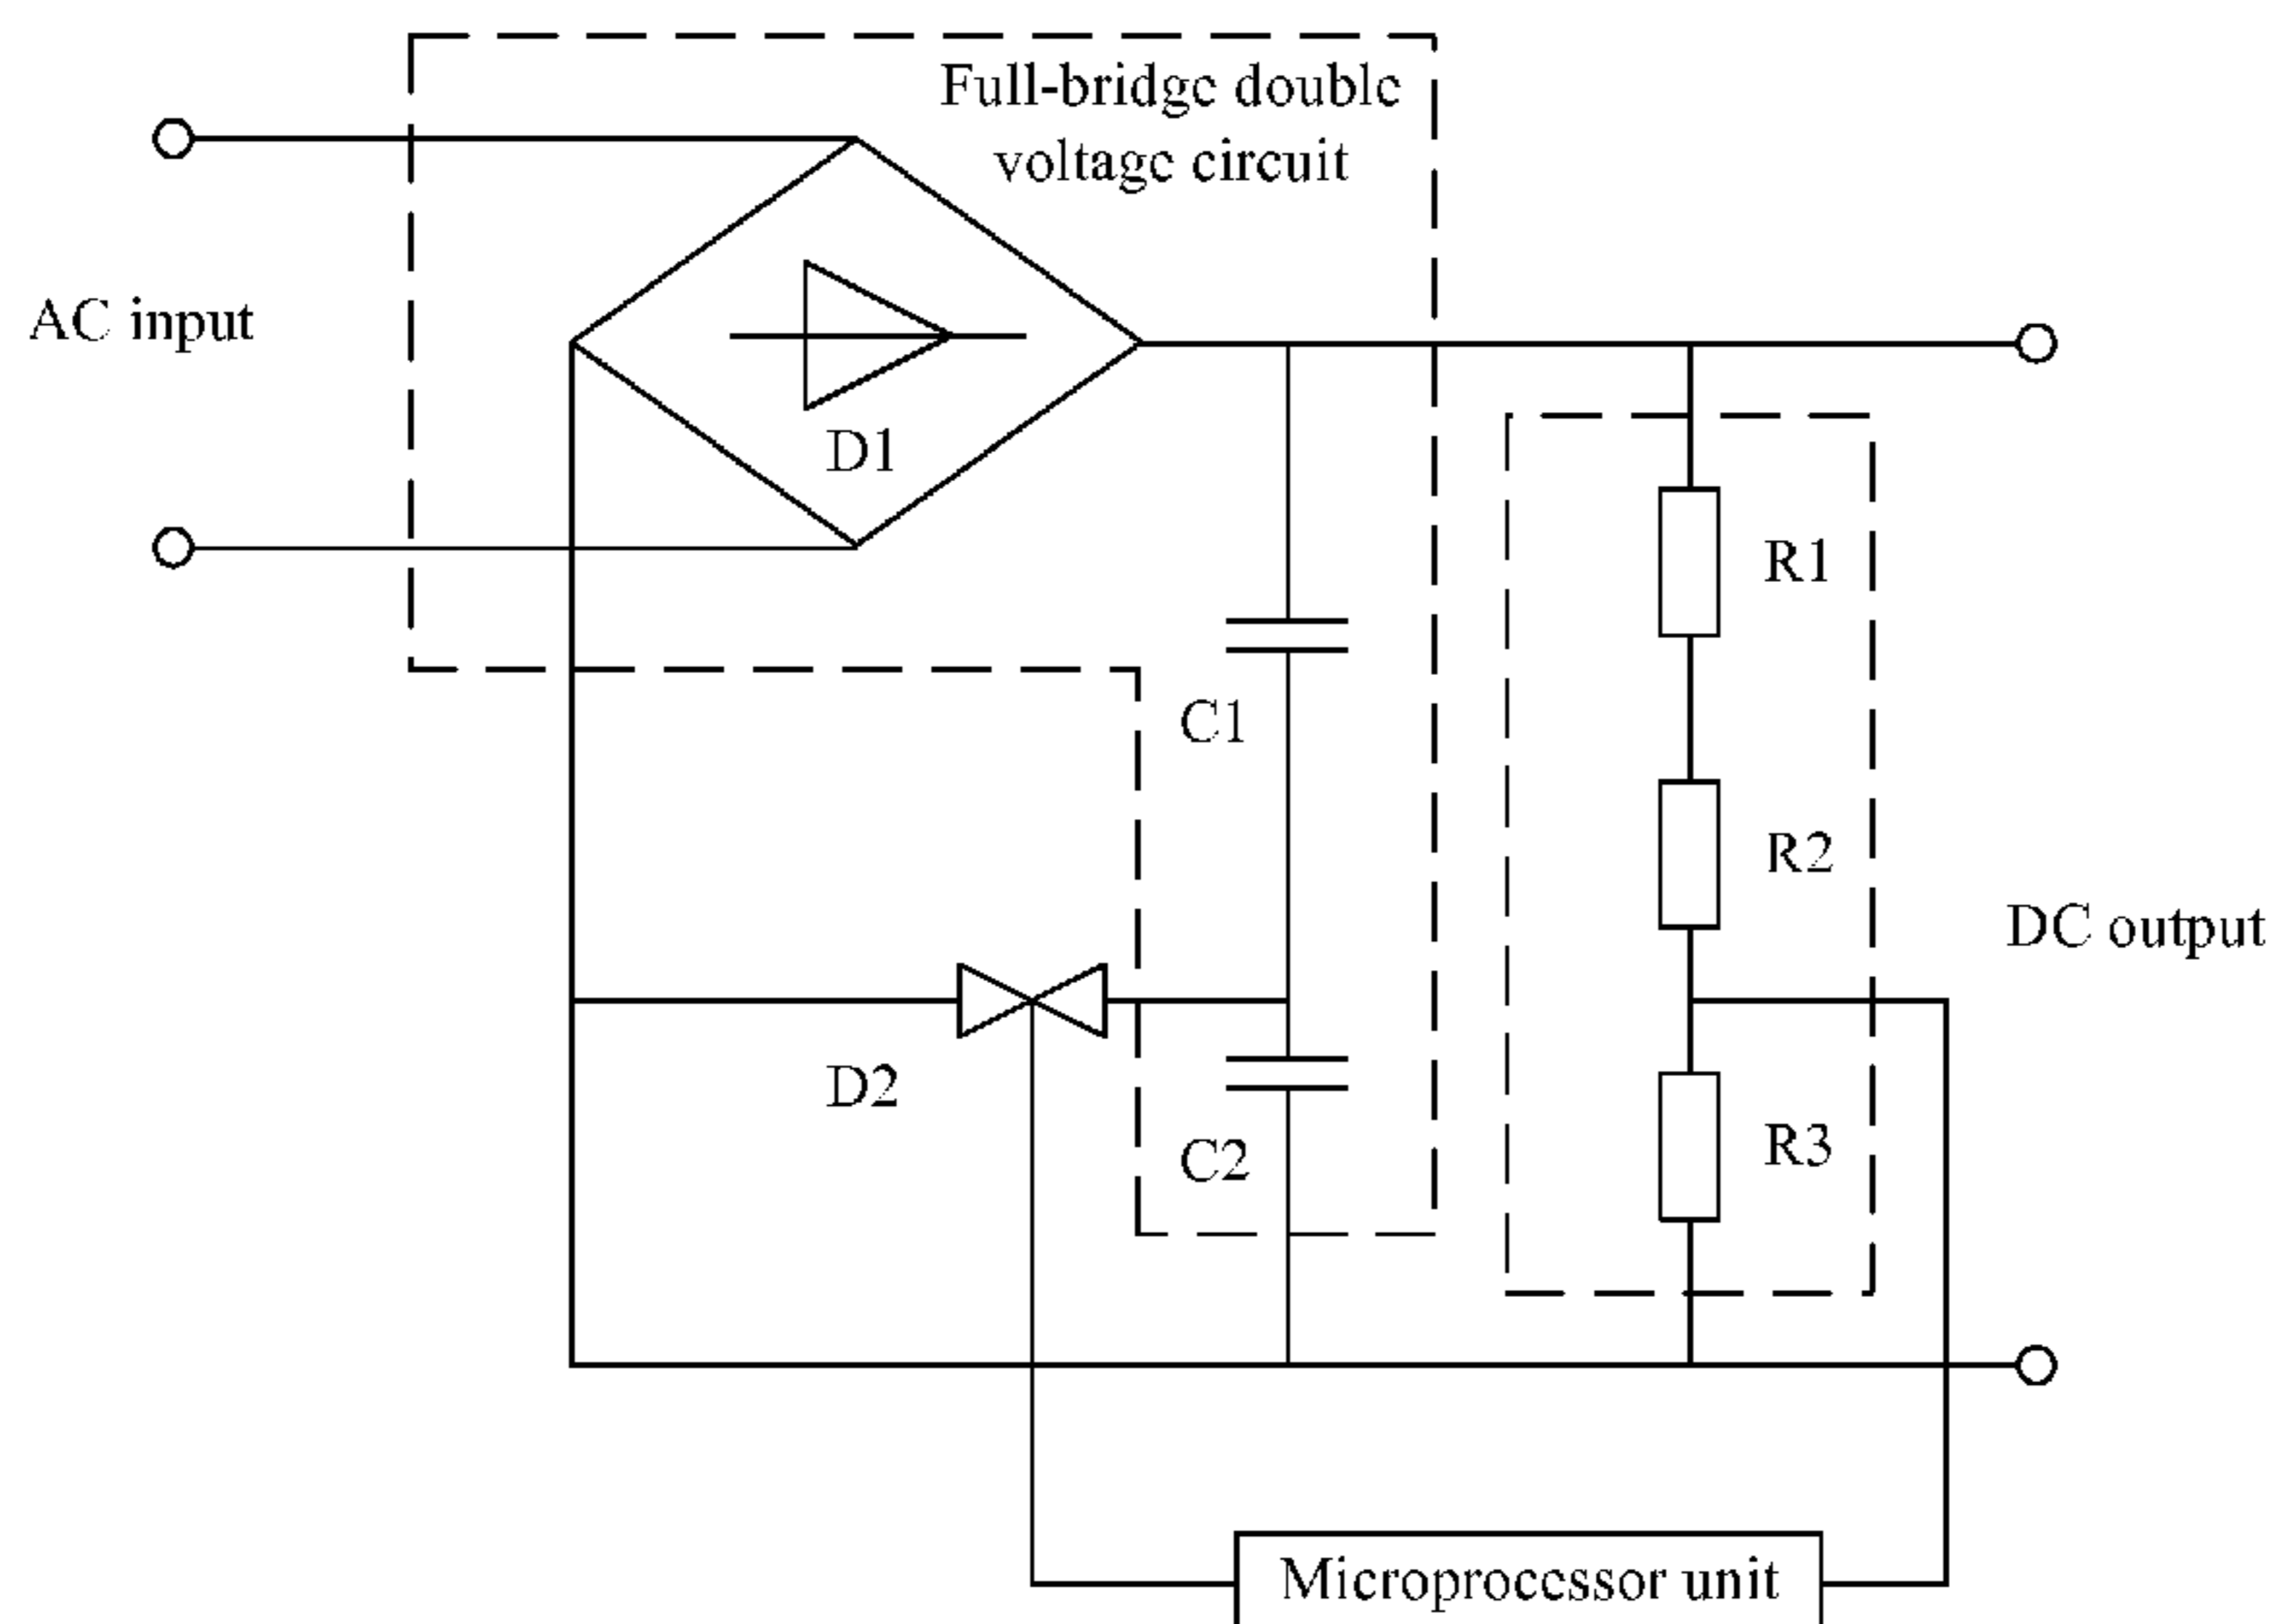 Full-bridge double
voltage circuit
AC input
D1
R1
C1
R2
DC output
D2
C2
R3
Microprocessor unit